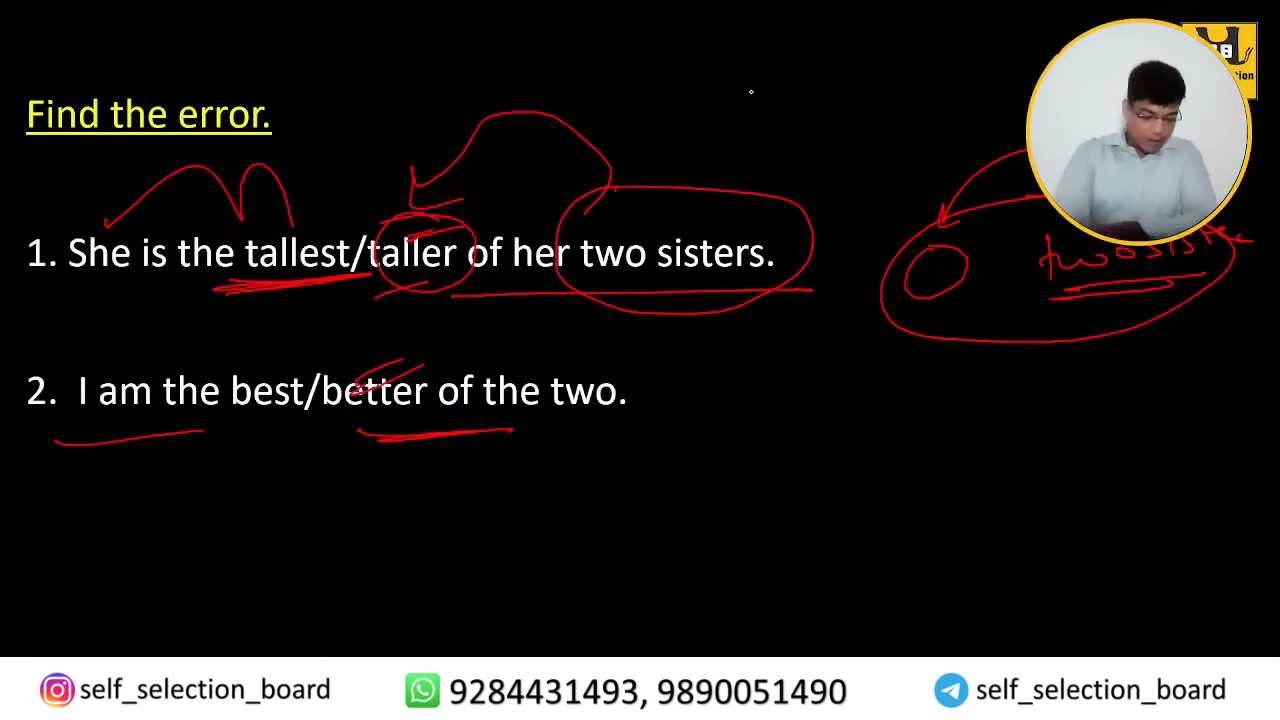 Find the error.
1. She is the tallest/taller of her two sisters.
two sis
2. I am the best/better of the two.
self_selection_board
9284431493, 9890051490
self_selection_board